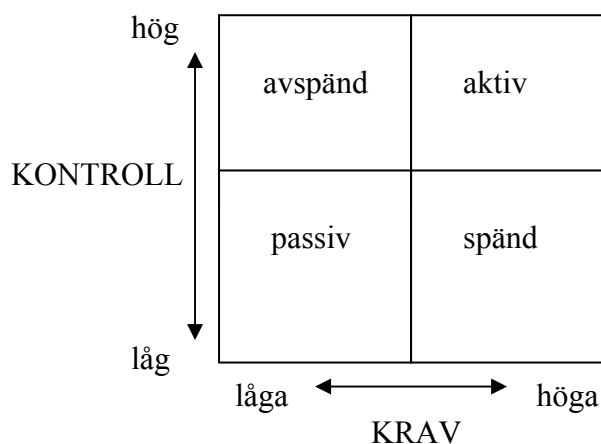 hög
avspänd aktiv
KONTROLL
passiv spänd
låg
låga höga
KRAV